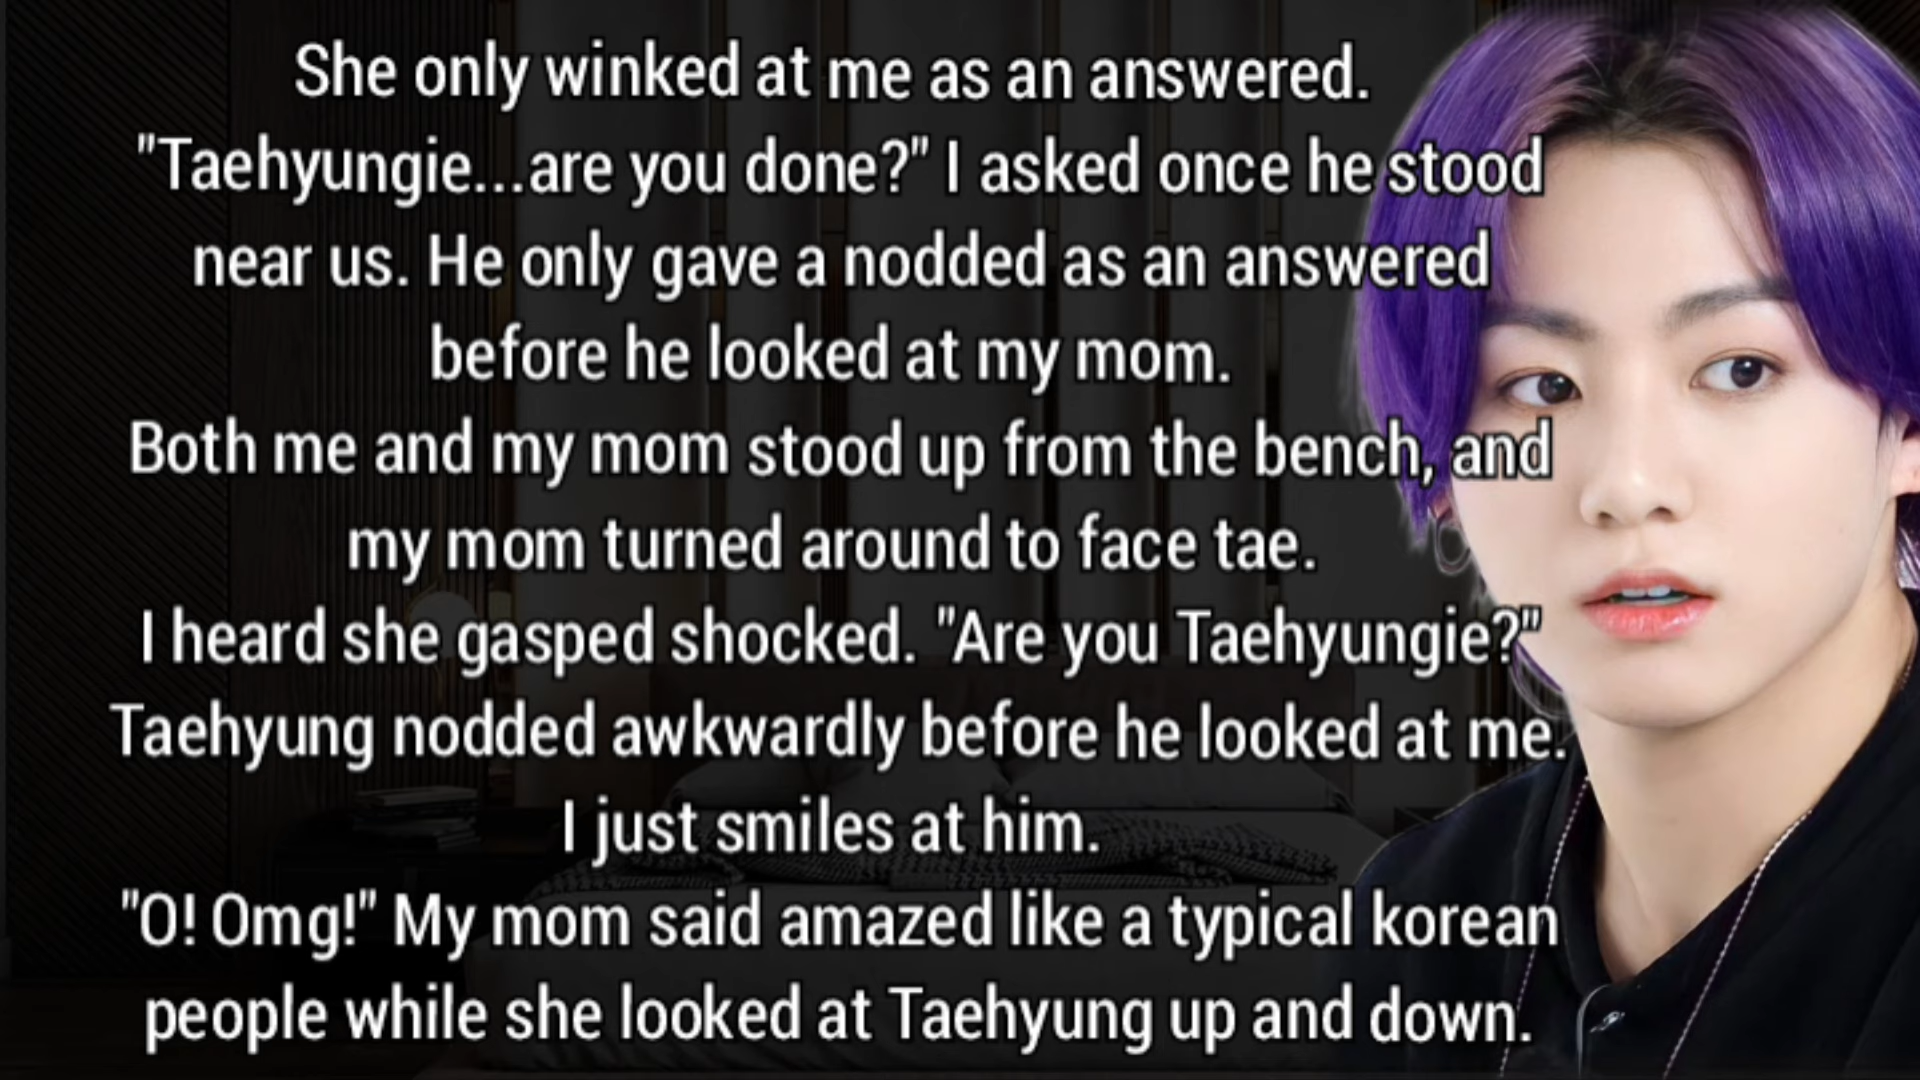 She only winked at me as an answered.
"Taehyungie...are you done?" I asked once he stood
near us. He only gave a nodded as an answered
before he looked at my mom.
Both me and my mom stood up from the bench, and
my mom turned around to face tae.
I heard she gasped shocked. "Are you Taehyungie?"
Taehyung nodded awkwardly before he looked at me.
I just smiles at him.
"O! Omg!" My mom said amazed like a typical korean
people while she looked at Taehyung up and down.